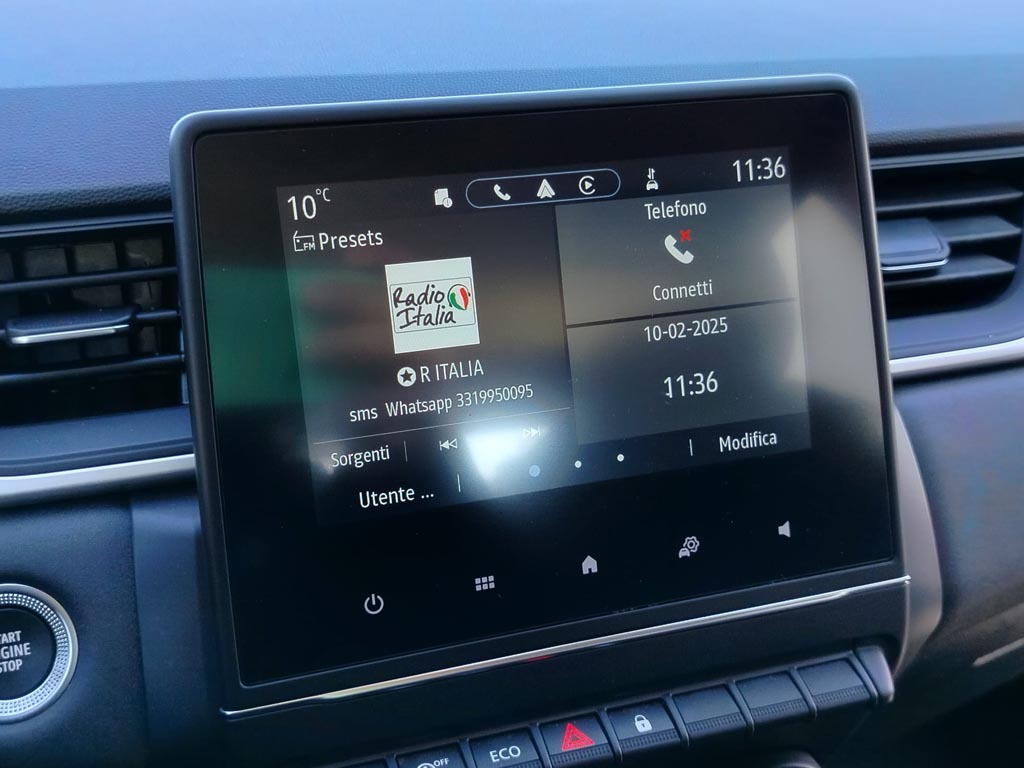 10°C
11:36
FM Presets
Radio
Italia
R ITALIA
sms Whatsapp 3319950095
Sorgenti
Utente ...
Telefono
Connetti
10-02-2025
11:36
Modifica
START
ENGINE
STOP
OFF
ECO